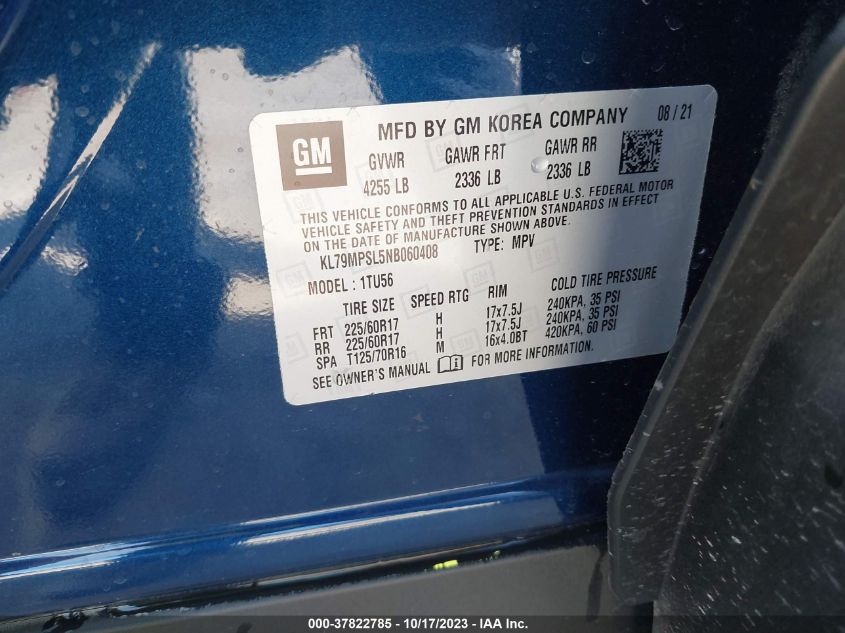 GM
MFD BY GM KOREA COMPANY 08 / 21
GVWR GAWR FRT GAWR RR
4255 LB 2336 LB 2336 LB
THIS VEHICLE CONFORMS TO ALL APPLICABLE U.S. FEDERAL MOTOR
VEHICLE SAFETY AND THEFT PREVENTION STANDARDS IN EFFECT
ON THE DATE OF MANUFACTURE SHOWN ABOVE.
KL79MPSL5NB060408 TYPE: MPV
MODEL : 1TU56
TIRE SIZE SPEED RTG RIM COLD TIRE PRESSURE
FRT 225/60R17 H 17x7.5J 240KPA, 35 PSI
RR 225/60R17 H 17x7.5J 240KPA, 35 PSI
SPA T125/70R16 M 16x4.0BT 420KPA, 60 PSI
SEE OWNER'S MANUAL FOR MORE INFORMATION.
000-37822785 - 10/17/2023 - IAA Inc.